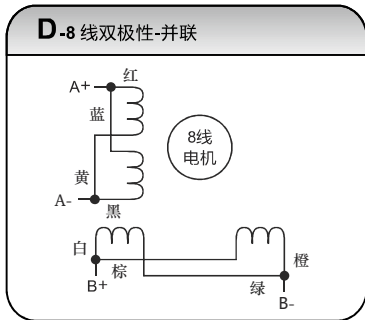 D-8 线双极性-并联
红
A+
蓝
8线
电机
黄
A-
黑
白
棕
橙
B+
绿
B-